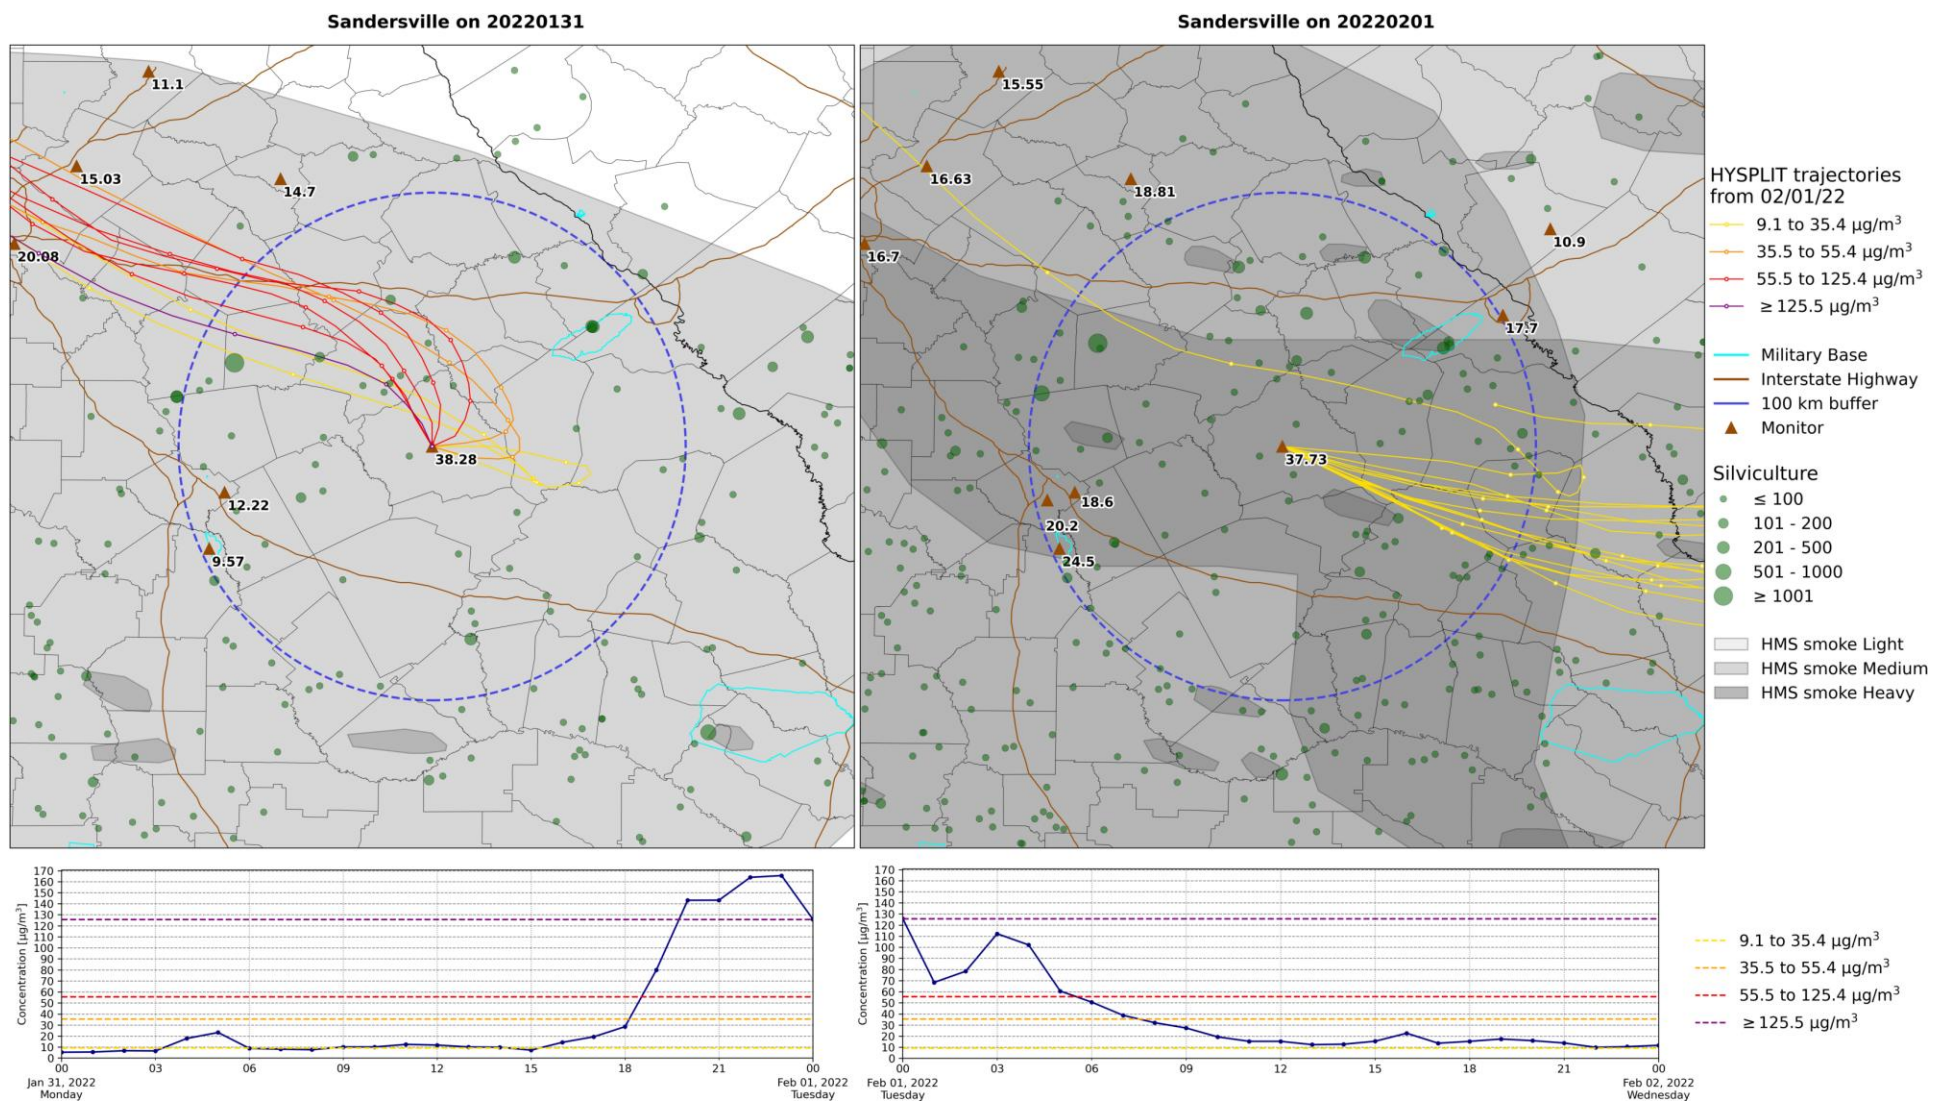 Sandersville on 20220131
Sandersville on 20220201
11.1
15.03
14.7
20.08
38.28
12.22
9.57
15.55
16.63
18.81
16.7
10.9
17.7
37.73
18.6
20.2
24.5
HYSPLIT trajectories
from 02/01/22
9.1 to 35.4 µg/m³
35.5 to 55.4 µg/m³
55.5 to 125.4 µg/m³
≥ 125.5 µg/m³
Military Base
Interstate Highway
100 km buffer
Monitor
Silviculture
≤ 100
101 - 200
201 - 500
501 - 1000
≥ 1001
HMS smoke Light
HMS smoke Medium
HMS smoke Heavy
Concentration [µg/m³]
170
160
150
140
130
120
110
100
90
80
70
60
50
40
30
20
10
0
00 03 06 09 12 15 18 21 00
Jan 31, 2022 Feb 01, 2022
Monday Tuesday
Concentration [µg/m³]
170
160
150
140
130
120
110
100
90
80
70
60
50
40
30
20
10
0
00 03 06 09 12 15 18 21 00
Feb 01, 2022 Feb 02, 2022
Tuesday Wednesday
9.1 to 35.4 µg/m³
35.5 to 55.4 µg/m³
55.5 to 125.4 µg/m³
≥ 125.5 µg/m³